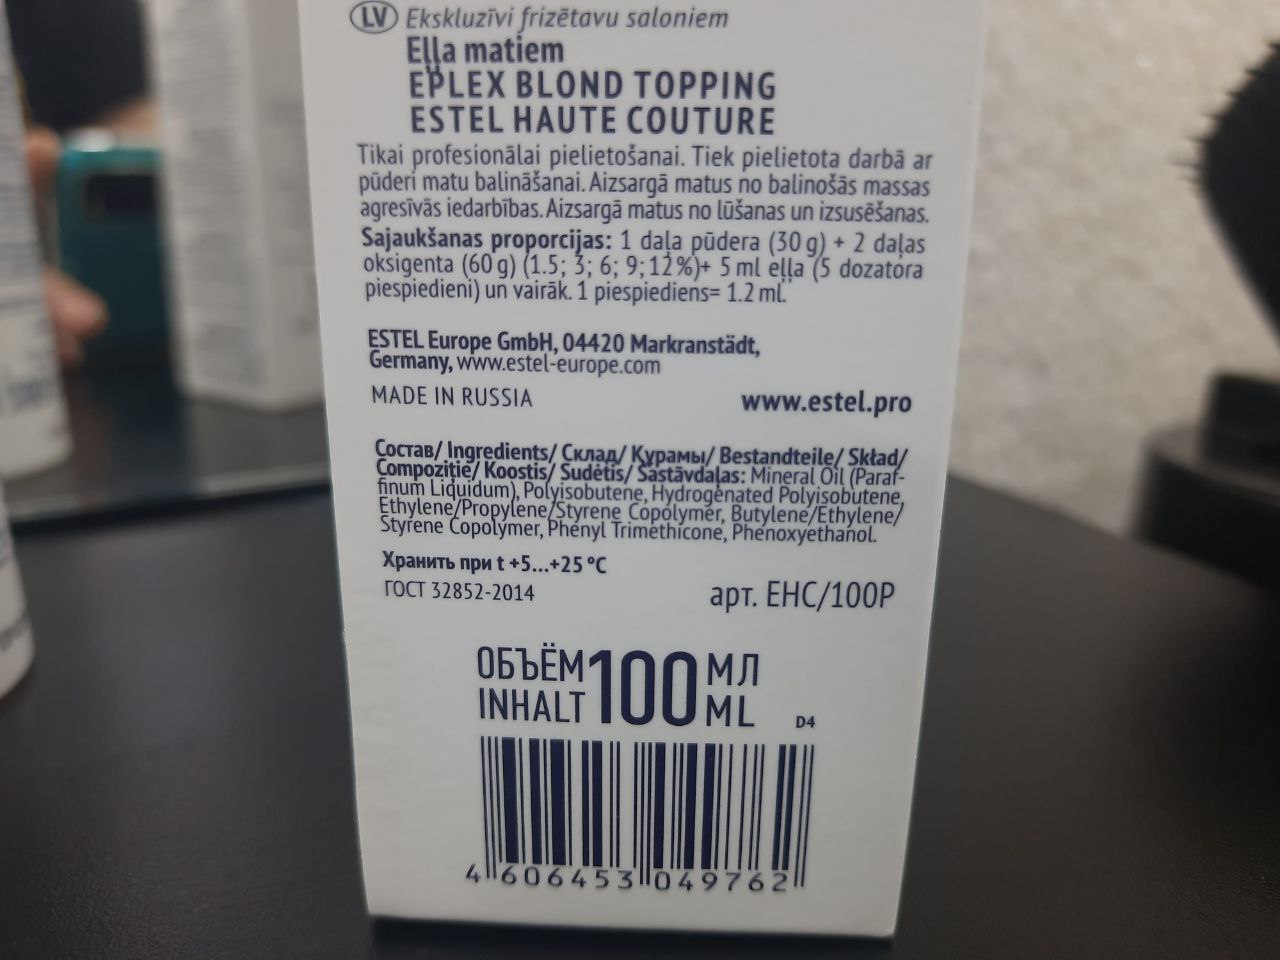 LV Ekskluzīvi frizētavu saloniem
Eļļa matiem
EPLEX BLOND TOPPING
ESTEL HAUTE COUTURE
Tikai profesionālai pielietošanai. Tiek pielietota darbā ar
pūderi matu balināšanai. Aizsargā matus no balinošās massas
agresīvās iedarbības. Aizsargā matus no lūšanas un izsusēšanas.
Sajaukšanas proporcijas: 1 daļa pūdera (30 g) + 2 daļas
oksigenta (60 g) (1.5; 3; 6; 9; 12%)+ 5 ml eļļa (5 dozatora
piespiedieni) un vairāk. 1 piespiediens= 1.2 ml.
ESTEL Europe GmbH, 04420 Markranstädt,
Germany, www.estel-europe.com
MADE IN RUSSIA www.estel.pro
Состав/ Ingredients/ Склад/ Құрамы/ Bestandteile/ Skład/
Compoziție/ Koostis/ Sudėtis/ Sastāvdaļas: Mineral Oil (Paraf-
finum Liquidum), Polyisobutene, Hydrogenated Polyisobutene,
Ethylene/Propylene/Styrene Copolymer, Butylene/Ethylene/
Styrene Copolymer, Phenyl Trimethicone, Phenoxyethanol.
Хранить при t +5...+25 °C
ГОСТ 32852-2014 арт. EHC/100P
ОБЪЁМ 100 МЛ
INHALT ML
D4
4 606453 049762